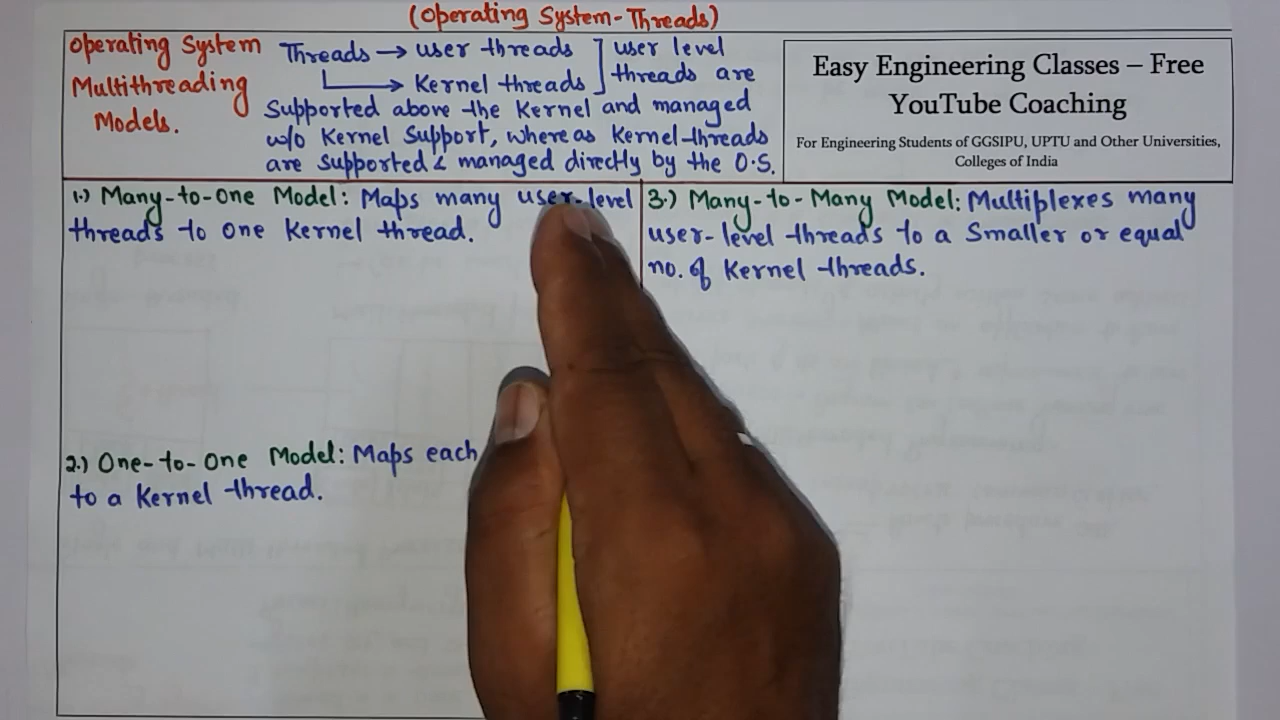 (Operating System-Threads)
Operating System
Multithreading
Models.
Threads → user threads
Kernel threads
user level
threads are
Supported above the Kernel and managed
w/o Kernel Support, where as Kernel-threads
are supported & managed directly by the O.S.
Easy Engineering Classes – Free
YouTube Coaching
For Engineering Students of GGSIPU, UPTU and Other Universities,
Colleges of India
1.) Many-to-One Model: Maps many user-level
threads to one Kernel thread.
2.) One-to-One Model: Maps each
to a Kernel thread.
3.) Many-to-Many Model: Multiplexes many
user-level threads to a Smaller or equal
no. of Kernel threads.